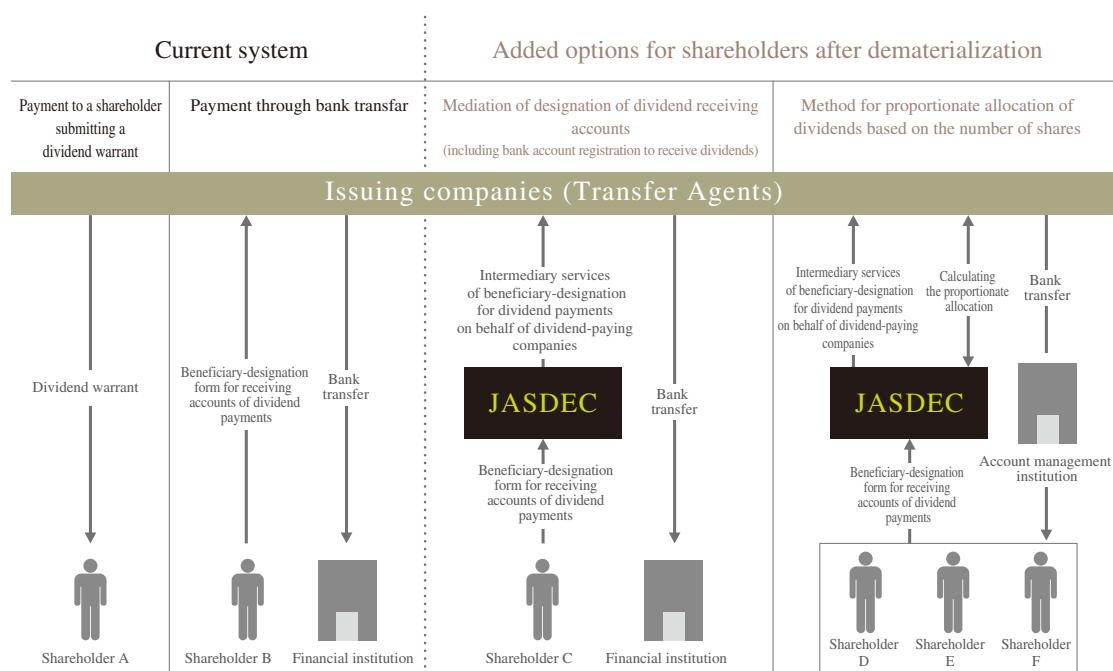 Current system
Added options for shareholders after dematerialization
Payment to a shareholder
submitting a
dividend warrant
Payment through bank transfar
Mediation of designation of dividend receiving
accounts
(including bank account registration to receive dividends)
Method for proportionate allocation of
dividends based on the number of shares
Issuing companies (Transfer Agents)
Dividend warrant
Shareholder A
Beneficiary-designation
form for receiving
accounts of dividend
payments
Shareholder B
Bank
transfer
Financial institution
Intermediary services
of beneficiary-designation
for dividend payments
on behalf of dividend-paying
companies
JASDEC
Beneficiary-designation
form for receiving
accounts of dividend
payments
Shareholder C
Bank
transfer
Financial institution
Intermediary services
of beneficiary-designation
for dividend payments
on behalf of dividend-paying
companies
Calculating
the proportionate
allocation
Bank
transfer
JASDEC
Account management
institution
Beneficiary-designation
form for receiving
accounts of dividend
payments
Shareholder
D
Shareholder
E
Shareholder
F